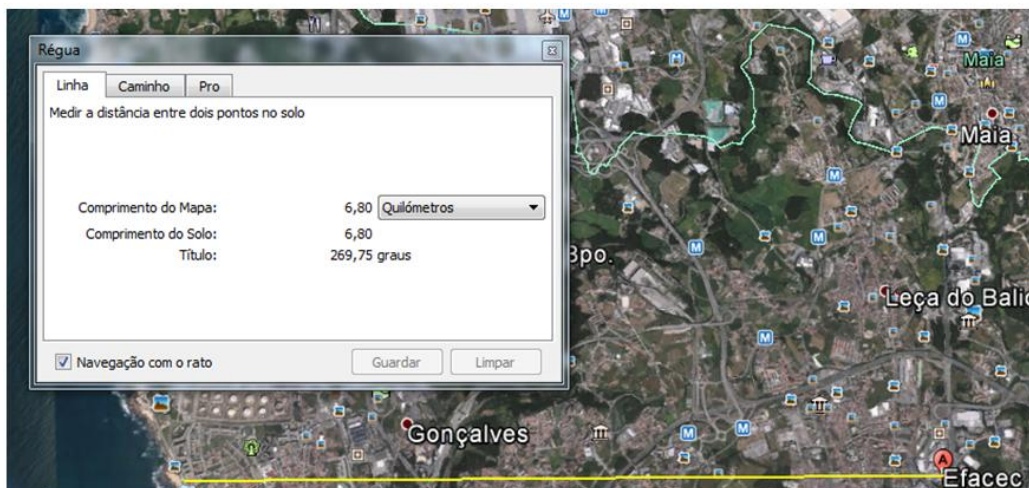 Régua
Linha Caminho Pro
Medir a distância entre dois pontos no solo
Comprimento do Mapa: 6,80 Quilómetros
Comprimento do Solo: 6,80
Título: 269,75 graus
Navegação com o rato Guardar Limpar
Maia
Maia
3po.
Leça do Balio
Gonçalves
A
Efacec